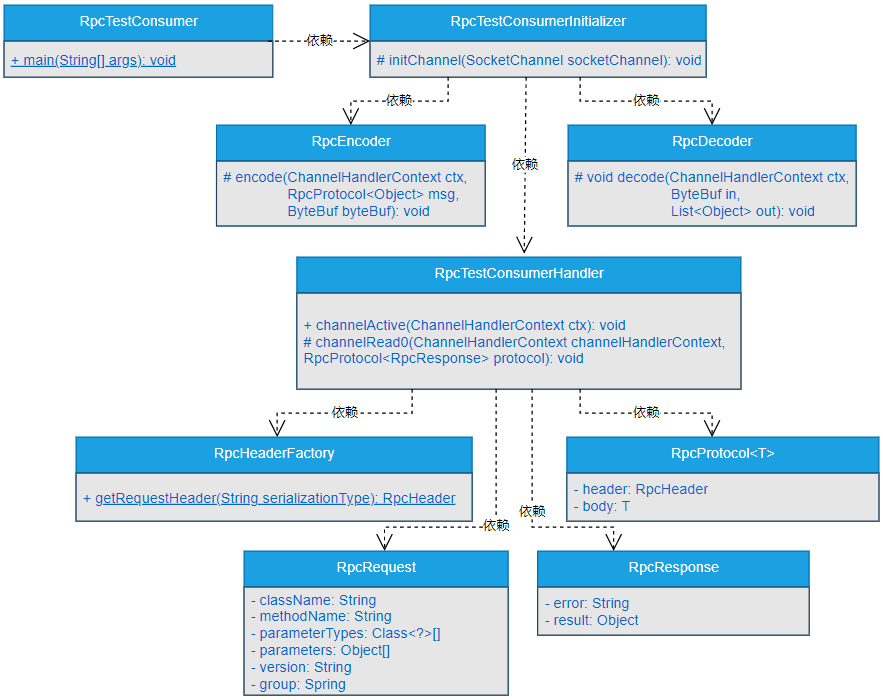 RpcTestConsumer
+ main(String[] args): void
依赖
RpcTestConsumerInitializer
# initChannel(SocketChannel socketChannel): void
依赖
依赖
依赖
RpcEncoder
# encode(ChannelHandlerContext ctx,
RpcProtocol<Object> msg,
ByteBuf byteBuf): void
RpcDecoder
# void decode(ChannelHandlerContext ctx,
ByteBuf in,
List<Object> out): void
RpcTestConsumerHandler
+ channelActive(ChannelHandlerContext ctx): void
# channelRead0(ChannelHandlerContext channelHandlerContext,
RpcProtocol<RpcResponse> protocol): void
依赖
依赖
RpcHeaderFactory
+ getRequestHeader(String serializationType): RpcHeader
RpcProtocol<T>
- header: RpcHeader
- body: T
依赖
依赖
RpcRequest
- className: String
- methodName: String
- parameterTypes: Class<?>[]
- parameters: Object[]
- version: String
- group: Spring
RpcResponse
- error: String
- result: Object